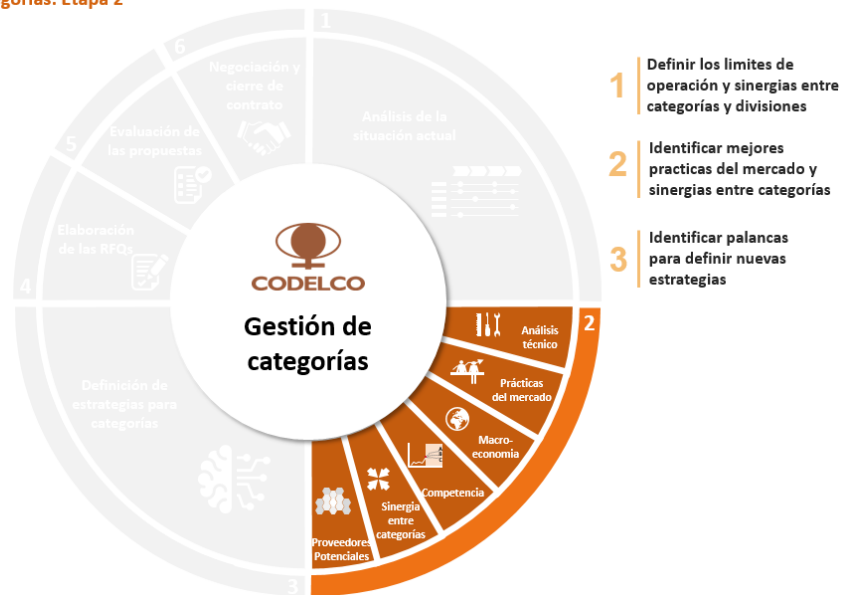 gorías: Etapa 2
1
Análisis de la
situación actual
6
Negociación y
cierre de
contrato
5
Evaluación de
las propuestas
4
Elaboración
de las RFQs
3
Definición de
estrategias para
categorías
CODELCO
Gestión de
categorías
2
Análisis
técnico
Prácticas
del mercado
Macro-
economia
Competencia
Sinergia
entre
categorías
Proveedores
Potenciales
1
Definir los limites de
operación y sinergias entre
categorías y divisiones
2
Identificar mejores
practicas del mercado y
sinergias entre categorías
3
Identificar palancas
para definir nuevas
estrategias